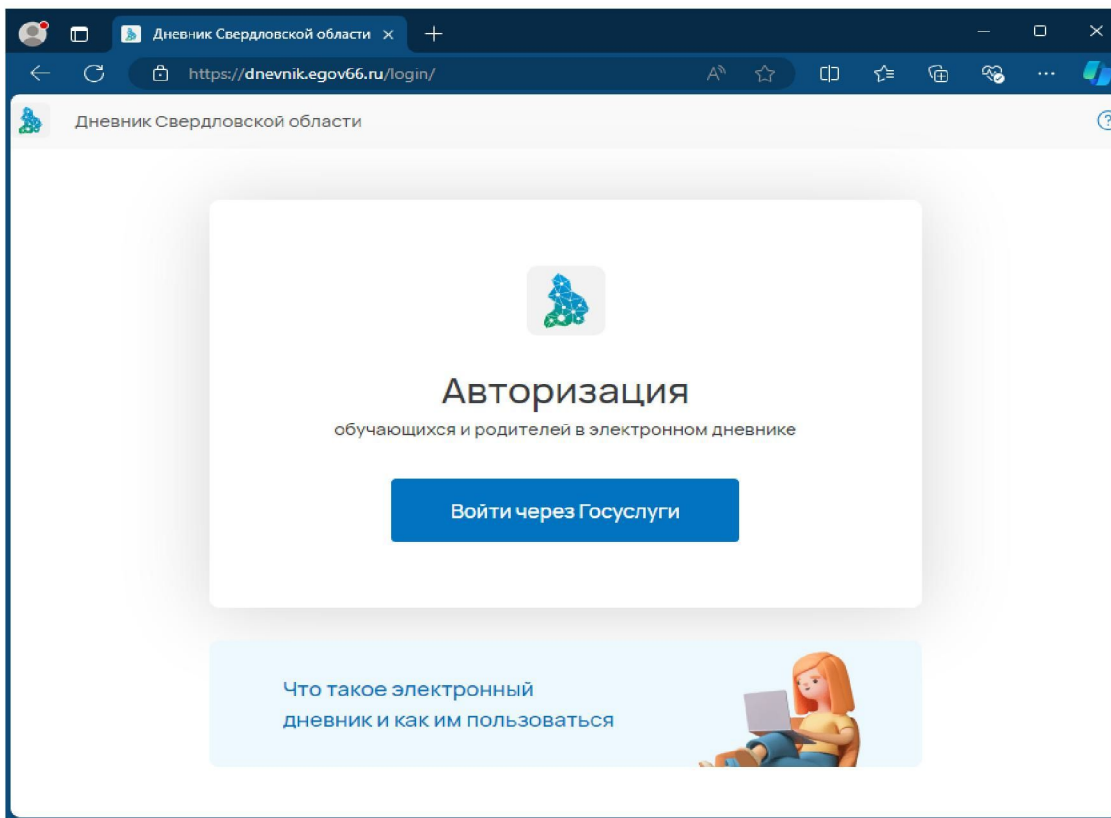 Дневник Свердловской области
https://dnevnik.egov66.ru/login/
Дневник Свердловской области
Авторизация
обучающихся и родителей в электронном дневнике
Войти через Госуслуги
Что такое электронный
дневник и как им пользоваться